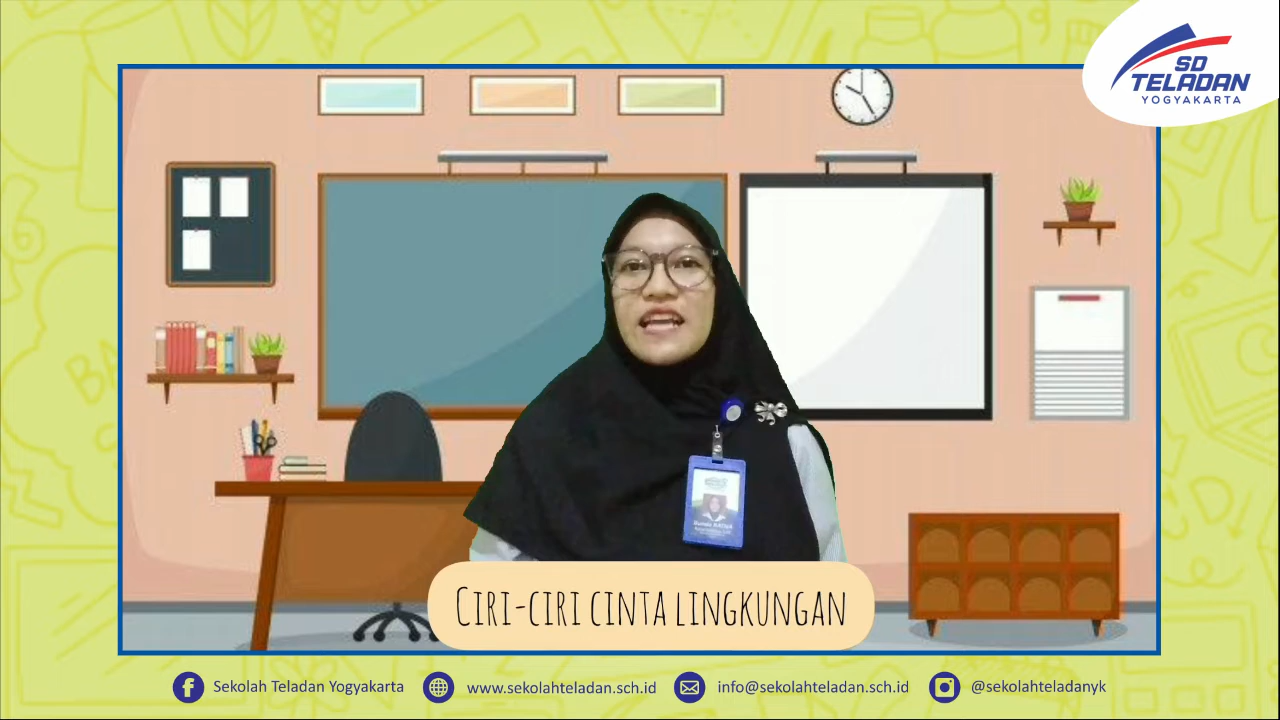 SD
TELADAN
YOGYAKARTA
CIRI-CIRI CINTA LINGKUNGAN
Sekolah Teladan Yogyakarta
www.sekolahteladan.sch.id
info@sekolahteladan.sch.id
@sekolahteladanyk